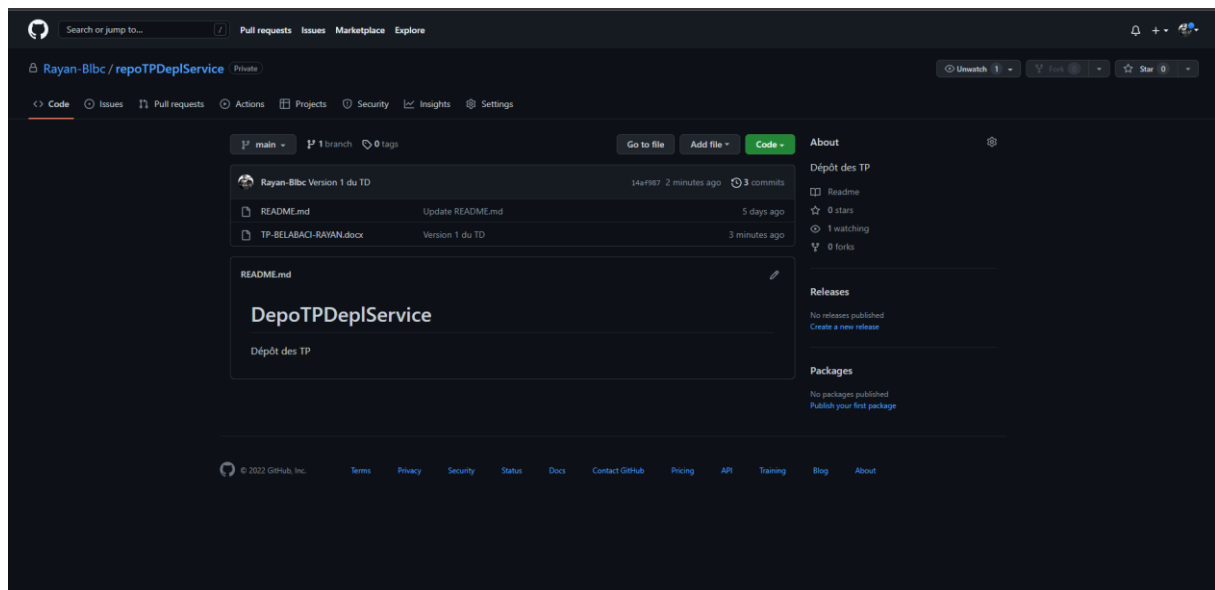 Search or jump to... / Pull requests Issues Marketplace Explore
Rayan-Blbc / repoTPDeplService Private
Unwatch 1 Fork 0 Star 0
Code Issues Pull requests Actions Projects Security Insights Settings
main 1 branch 0 tags Go to file Add file Code
Rayan-Blbc Version 1 du TD 14af987 2 minutes ago 3 commits
README.md Update README.md 5 days ago
TP-BELABACI-RAYAN.docx Version 1 du TD 3 minutes ago
README.md
DepoTPDeplService
Dépôt des TP
About
Dépôt des TP
Readme
0 stars
1 watching
0 forks
Releases
No releases published
Create a new release
Packages
No packages published
Publish your first package
© 2022 GitHub, Inc. Terms Privacy Security Status Docs Contact GitHub Pricing API Training Blog About